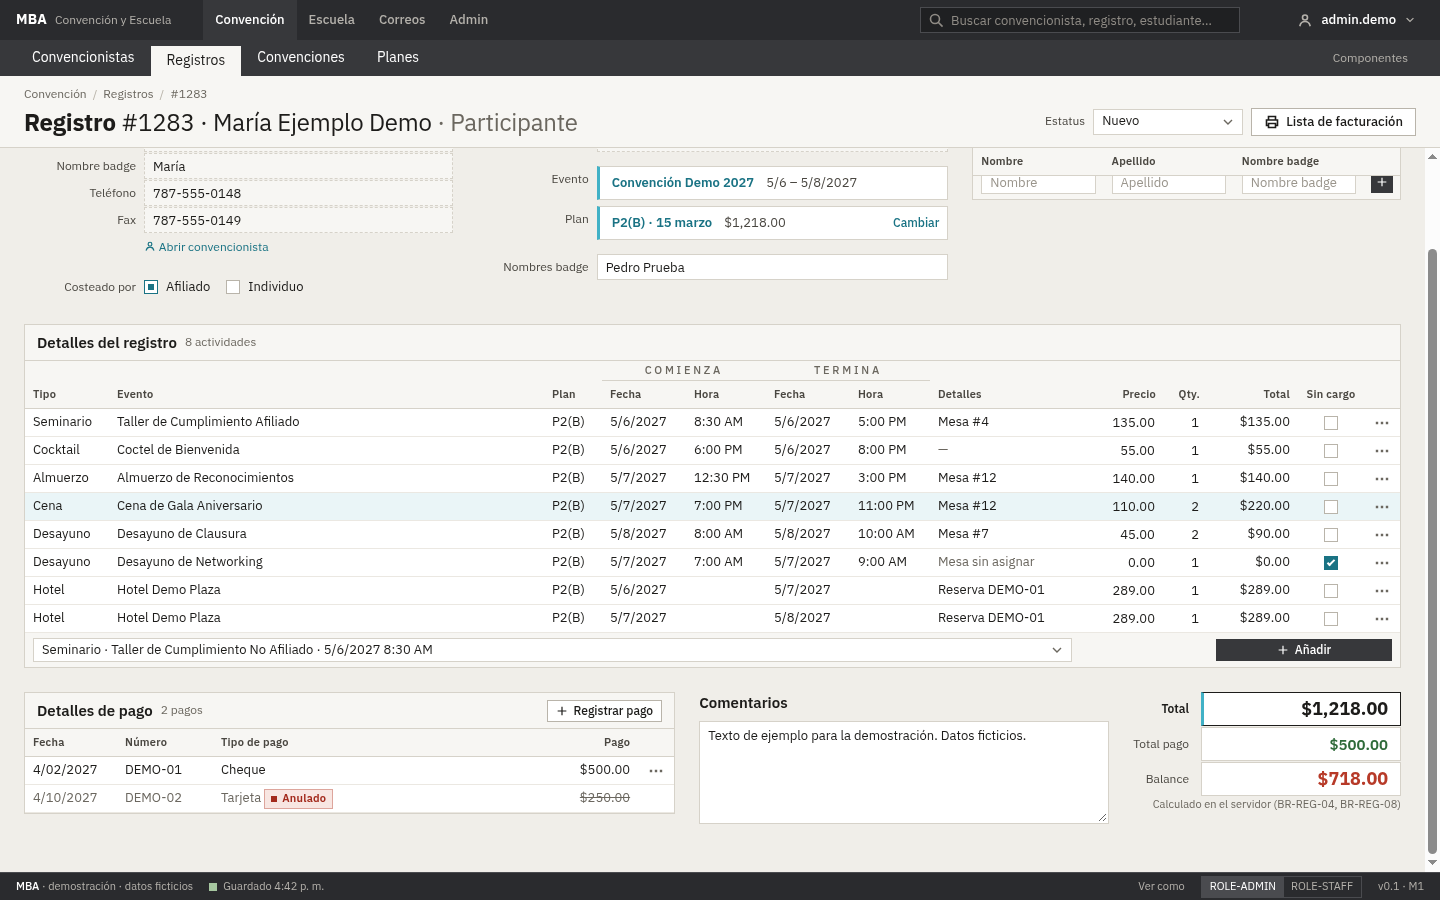 MBA Convención y Escuela Convención Escuela Correos Admin Buscar convencionista, registro, estudiante... admin.demo
Convencionistas Registros Convenciones Planes Componentes
Convención / Registros / #1283
Registro #1283 · María Ejemplo Demo · Participante Estatus Nuevo Lista de facturación
Nombre badge María
Teléfono 787-555-0148
Fax 787-555-0149
Abrir convencionista
Costeado por Afiliado Individuo
Evento Convención Demo 2027 5/6 – 5/8/2027
Plan P2(B) · 15 marzo $1,218.00 Cambiar
Nombres badge Pedro Prueba
Nombre Apellido Nombre badge
Nombre Apellido Nombre badge +
Detalles del registro 8 actividades
COMIENZA TERMINA
Tipo Evento Plan Fecha Hora Fecha Hora Detalles Precio Qty. Total Sin cargo
Seminario Taller de Cumplimiento Afiliado P2(B) 5/6/2027 8:30 AM 5/6/2027 5:00 PM Mesa #4 135.00 1 $135.00
Cocktail Coctel de Bienvenida P2(B) 5/6/2027 6:00 PM 5/6/2027 8:00 PM — 55.00 1 $55.00
Almuerzo Almuerzo de Reconocimientos P2(B) 5/7/2027 12:30 PM 5/7/2027 3:00 PM Mesa #12 140.00 1 $140.00
Cena Cena de Gala Aniversario P2(B) 5/7/2027 7:00 PM 5/7/2027 11:00 PM Mesa #12 110.00 2 $220.00
Desayuno Desayuno de Clausura P2(B) 5/8/2027 8:00 AM 5/8/2027 10:00 AM Mesa #7 45.00 2 $90.00
Desayuno Desayuno de Networking P2(B) 5/7/2027 7:00 AM 5/7/2027 9:00 AM Mesa sin asignar 0.00 1 $0.00
Hotel Hotel Demo Plaza P2(B) 5/6/2027 5/7/2027 Reserva DEMO-01 289.00 1 $289.00
Hotel Hotel Demo Plaza P2(B) 5/7/2027 5/8/2027 Reserva DEMO-01 289.00 1 $289.00
Seminario · Taller de Cumplimiento No Afiliado · 5/6/2027 8:30 AM + Añadir
Detalles de pago 2 pagos + Registrar pago
Fecha Número Tipo de pago Pago
4/02/2027 DEMO-01 Cheque $500.00
4/10/2027 DEMO-02 Tarjeta Anulado $250.00
Comentarios
Texto de ejemplo para la demostración. Datos ficticios.
Total $1,218.00
Total pago $500.00
Balance $718.00
Calculado en el servidor (BR-REG-04, BR-REG-08)
MBA · demostración · datos ficticios Guardado 4:42 p. m. Ver como ROLE-ADMIN ROLE-STAFF v0.1 · M1